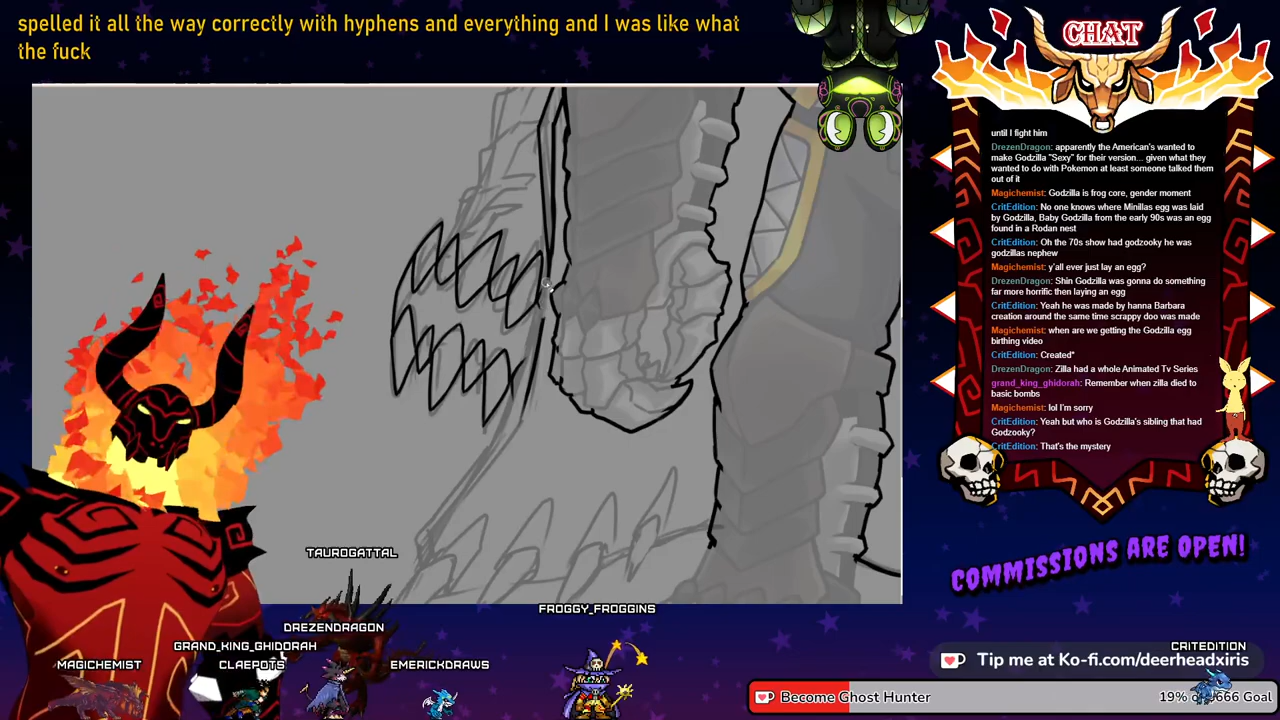 spelled it all the way correctly with hyphens and everything and I was like what
the fuck
CHAT
until I fight him
DrezenDragon: apparently the American's wanted to
make Godzilla "Sexy" for their version... given what they
wanted to do with Pokemon at least someone talked them
out of it
Magichemist: Godzilla is frog core, gender moment
CritEdition: No one knows where Minillas egg was laid
by Godzilla, Baby Godzilla from the early 90s was an egg
found in a Rodan nest
CritEdition: Oh the 70s show had godzooky he was
godzillas nephew
Magichemist: y'all ever just lay an egg?
DrezenDragon: Shin Godzilla was gonna do something
far more horrific then laying an egg
CritEdition: Yeah he was made by hanna Barbara
creation around the same time scrappy doo was made
Magichemist: when are we getting the Godzilla egg
birthing video
CritEdition: Created*
DrezenDragon: Zilla had a whole Animated Tv Series
grand_king_ghidorah: Remember when zilla died to
basic bombs
Magichemist: lol I'm sorry
CritEdition: Yeah but who is Godzilla's sibling that had
Godzooky?
CritEdition: That's the mystery
COMMISSIONS ARE OPEN!
TAUROGATTAL
FROGGY_FROGGINS
DREZENDRAGON
GRAND_KING_GHIDORAH
MAGICHEMIST
CLAEPOTS
EMERICKDRAWS
CRITEDITION
Tip me at Ko-fi.com/deerheadxiris
Become Ghost Hunter
19%
Goal